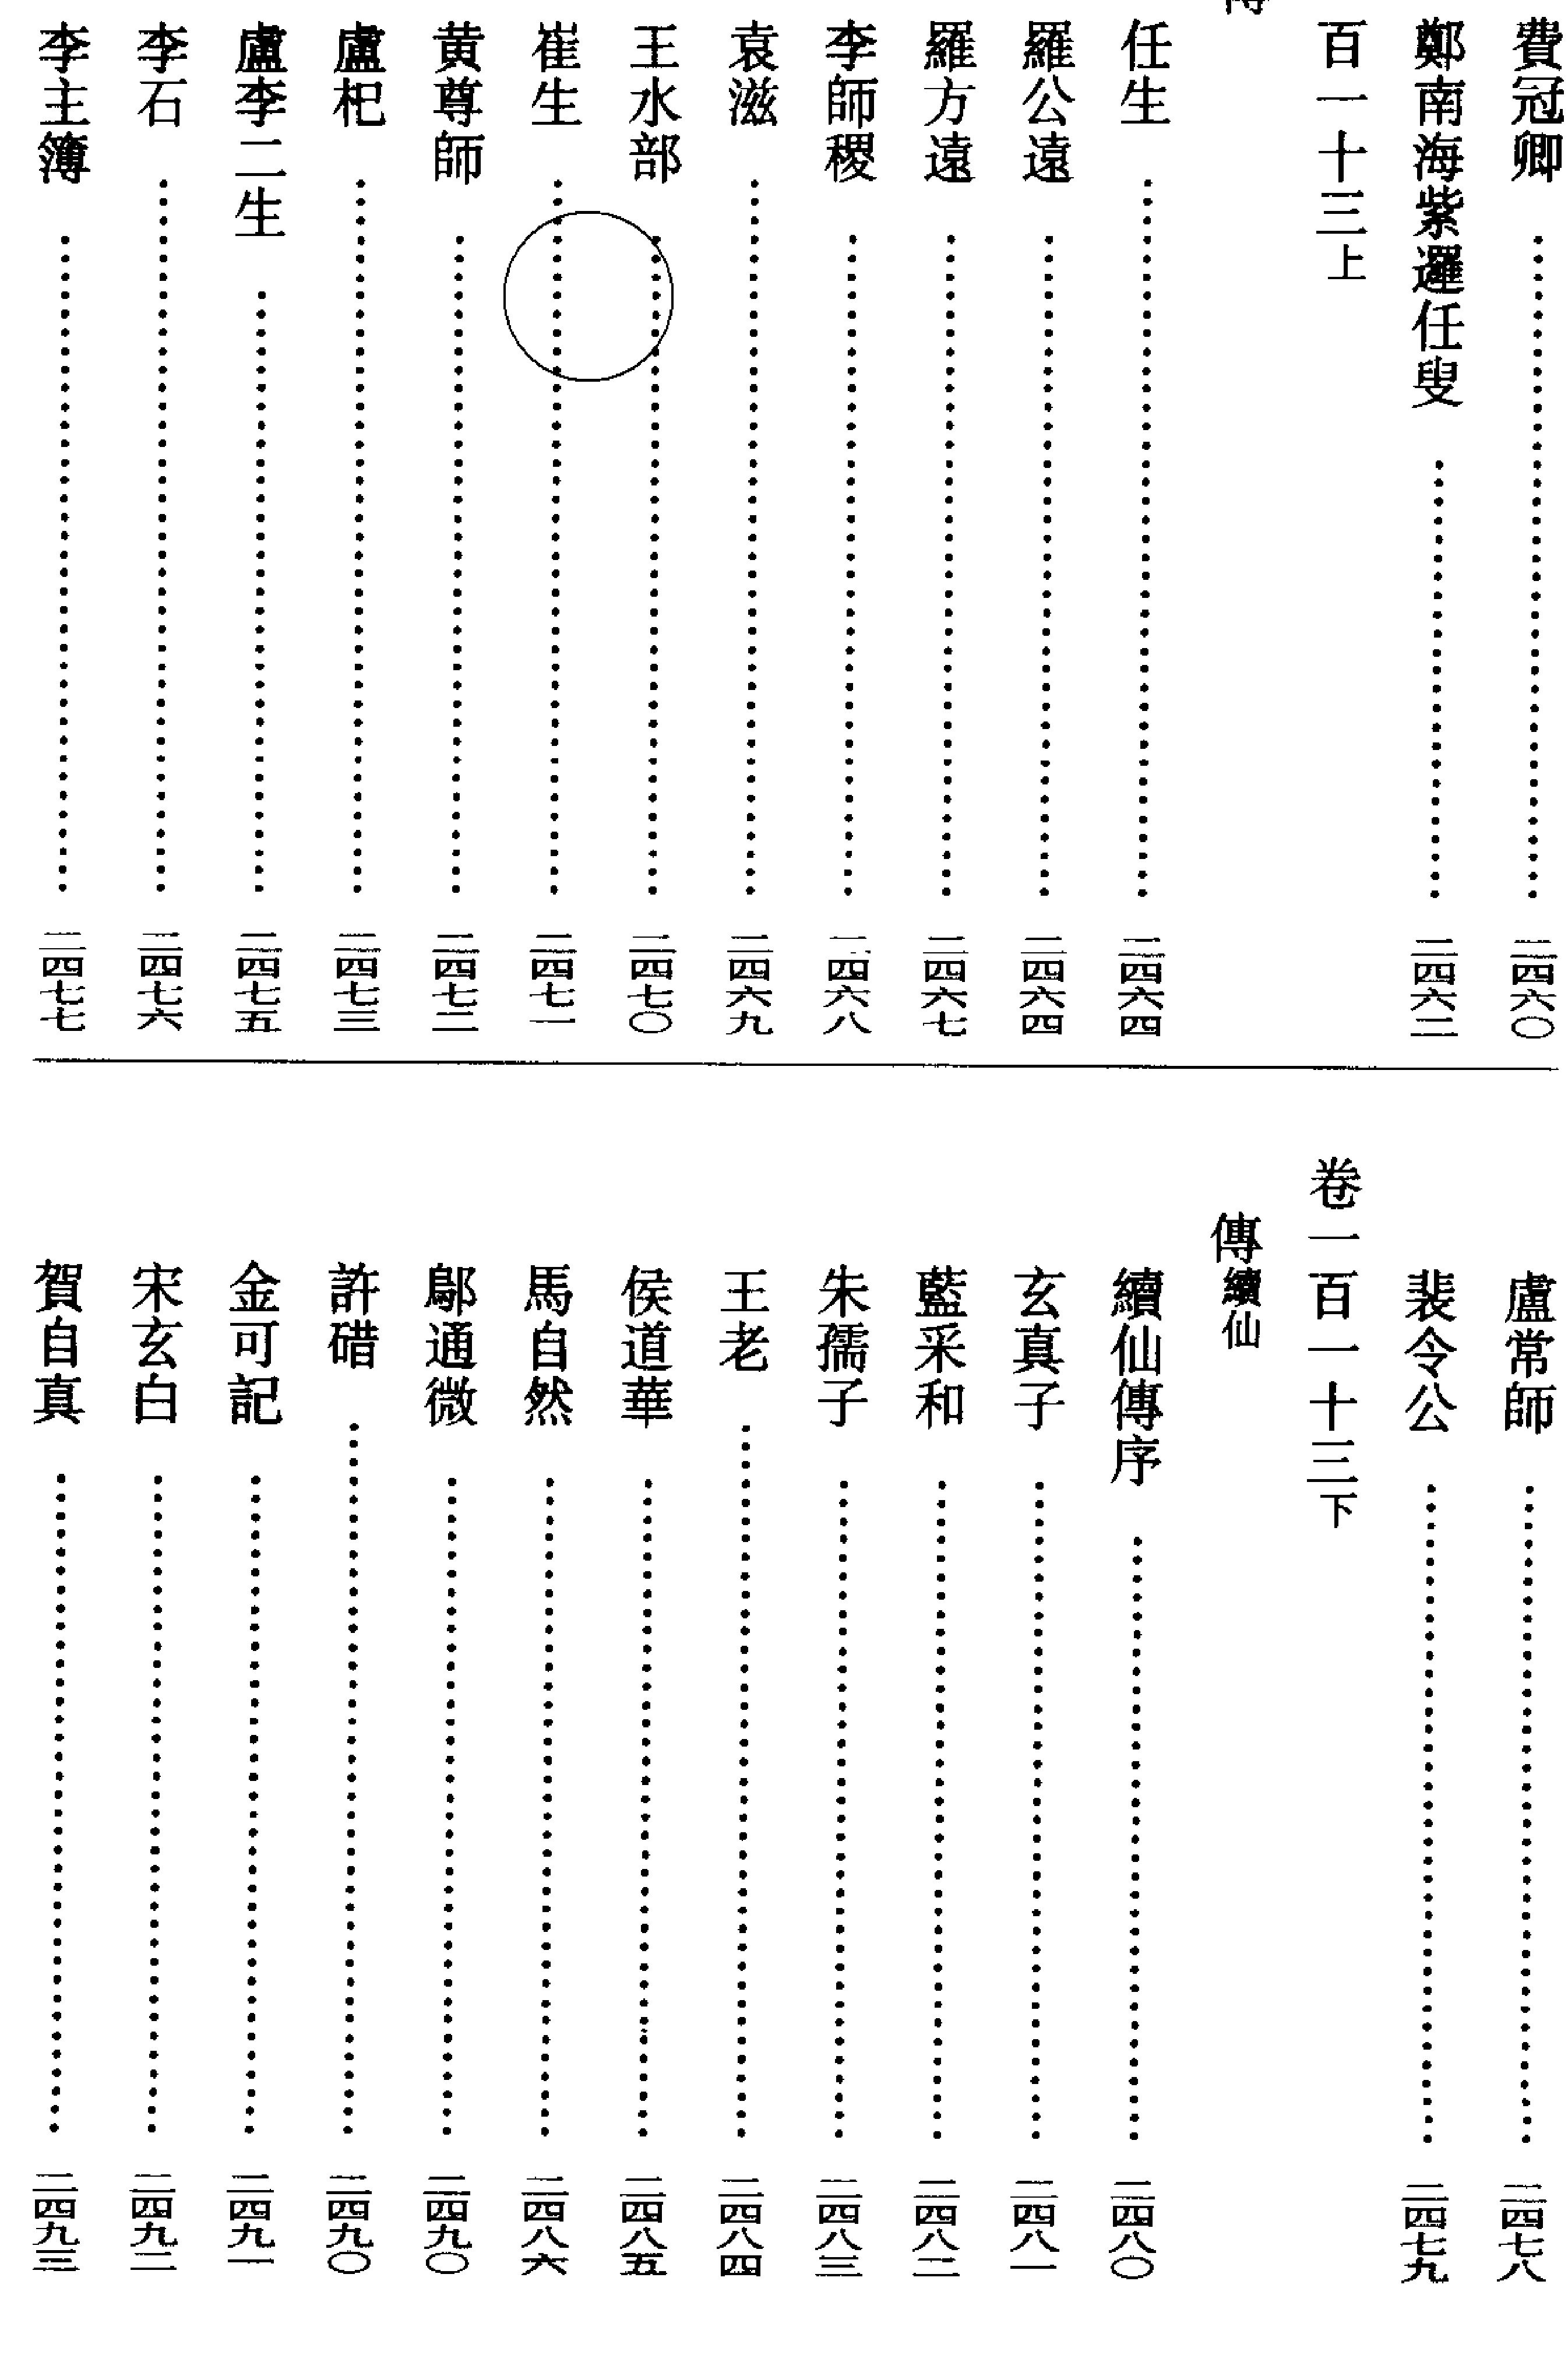 費冠卿……二四六〇
鄭南海紫邏任叟……二四六二
百一十三上
任生……二四六四
羅公遠……二四六四
羅方遠……二四六七
李師稷……二四六八
袁滋……二四六九
王水部……二四七〇
崔生……二四七一
黄尊師……二四七二
盧杞……二四七三
盧李二生……二四七五
李石……二四七六
李主簿……二四七七
盧常師……二四七八
裴令公……二四七九
卷一百一十三下
傳續仙
續仙傳序……二四八〇
玄真子……二四八一
藍采和……二四八二
朱孺子……二四八三
王老……二四八四
侯道華……二四八五
馬自然……二四八六
鄔通微……二四九〇
許碏……二四九〇
金可記……二四九一
宋玄白……二四九二
賀自真……二四九三